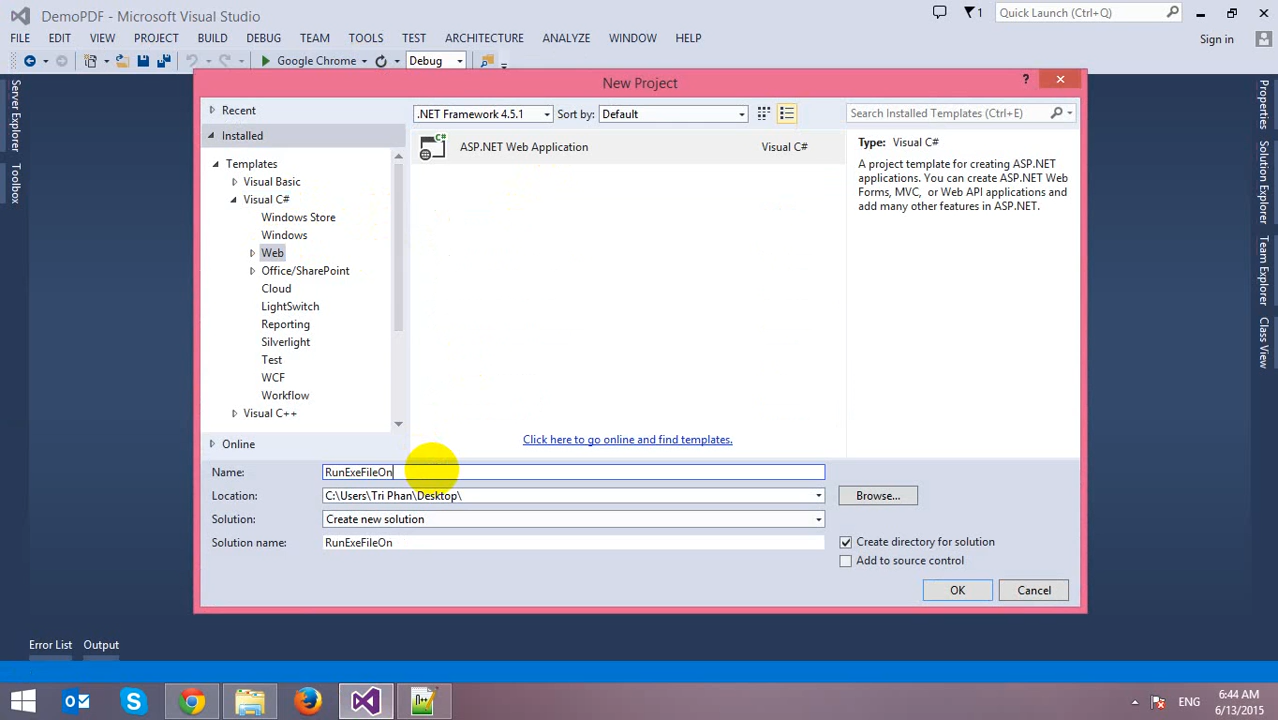 DemoPDF - Microsoft Visual Studio
1
Quick Launch (Ctrl+Q)
FILE EDIT VIEW PROJECT BUILD DEBUG TEAM TOOLS TEST ARCHITECTURE ANALYZE WINDOW HELP
Sign in
Google Chrome
Debug
New Project
?
Server Explorer
Toolbox
Recent
Installed
Templates
Visual Basic
Visual C#
Windows Store
Windows
Web
Office/SharePoint
Cloud
LightSwitch
Reporting
Silverlight
Test
WCF
Workflow
Visual C++
Online
.NET Framework 4.5.1
Sort by: Default
C#
ASP.NET Web Application Visual C#
Click here to go online and find templates.
Search Installed Templates (Ctrl+E)
Type: Visual C#
A project template for creating ASP.NET
applications. You can create ASP.NET Web
Forms, MVC, or Web API applications and
add many other features in ASP.NET.
Name: RunExeFileOn
Location: C:\Users\Tri Phan\Desktop\
Browse...
Solution: Create new solution
Solution name: RunExeFileOn
Create directory for solution
Add to source control
OK
Cancel
Properties
Solution Explorer
Team Explorer
Class View
Error List Output
ENG
6:44 AM
6/13/2015